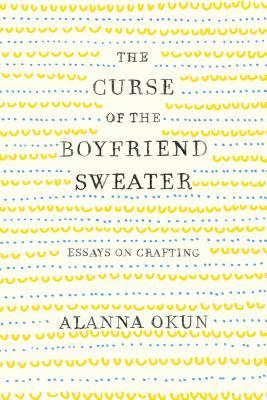 THE
CURSE
OF THE
BOYFRIEND
SWEATER
ESSAYS ON CRAFTING
ALANNA OKUN